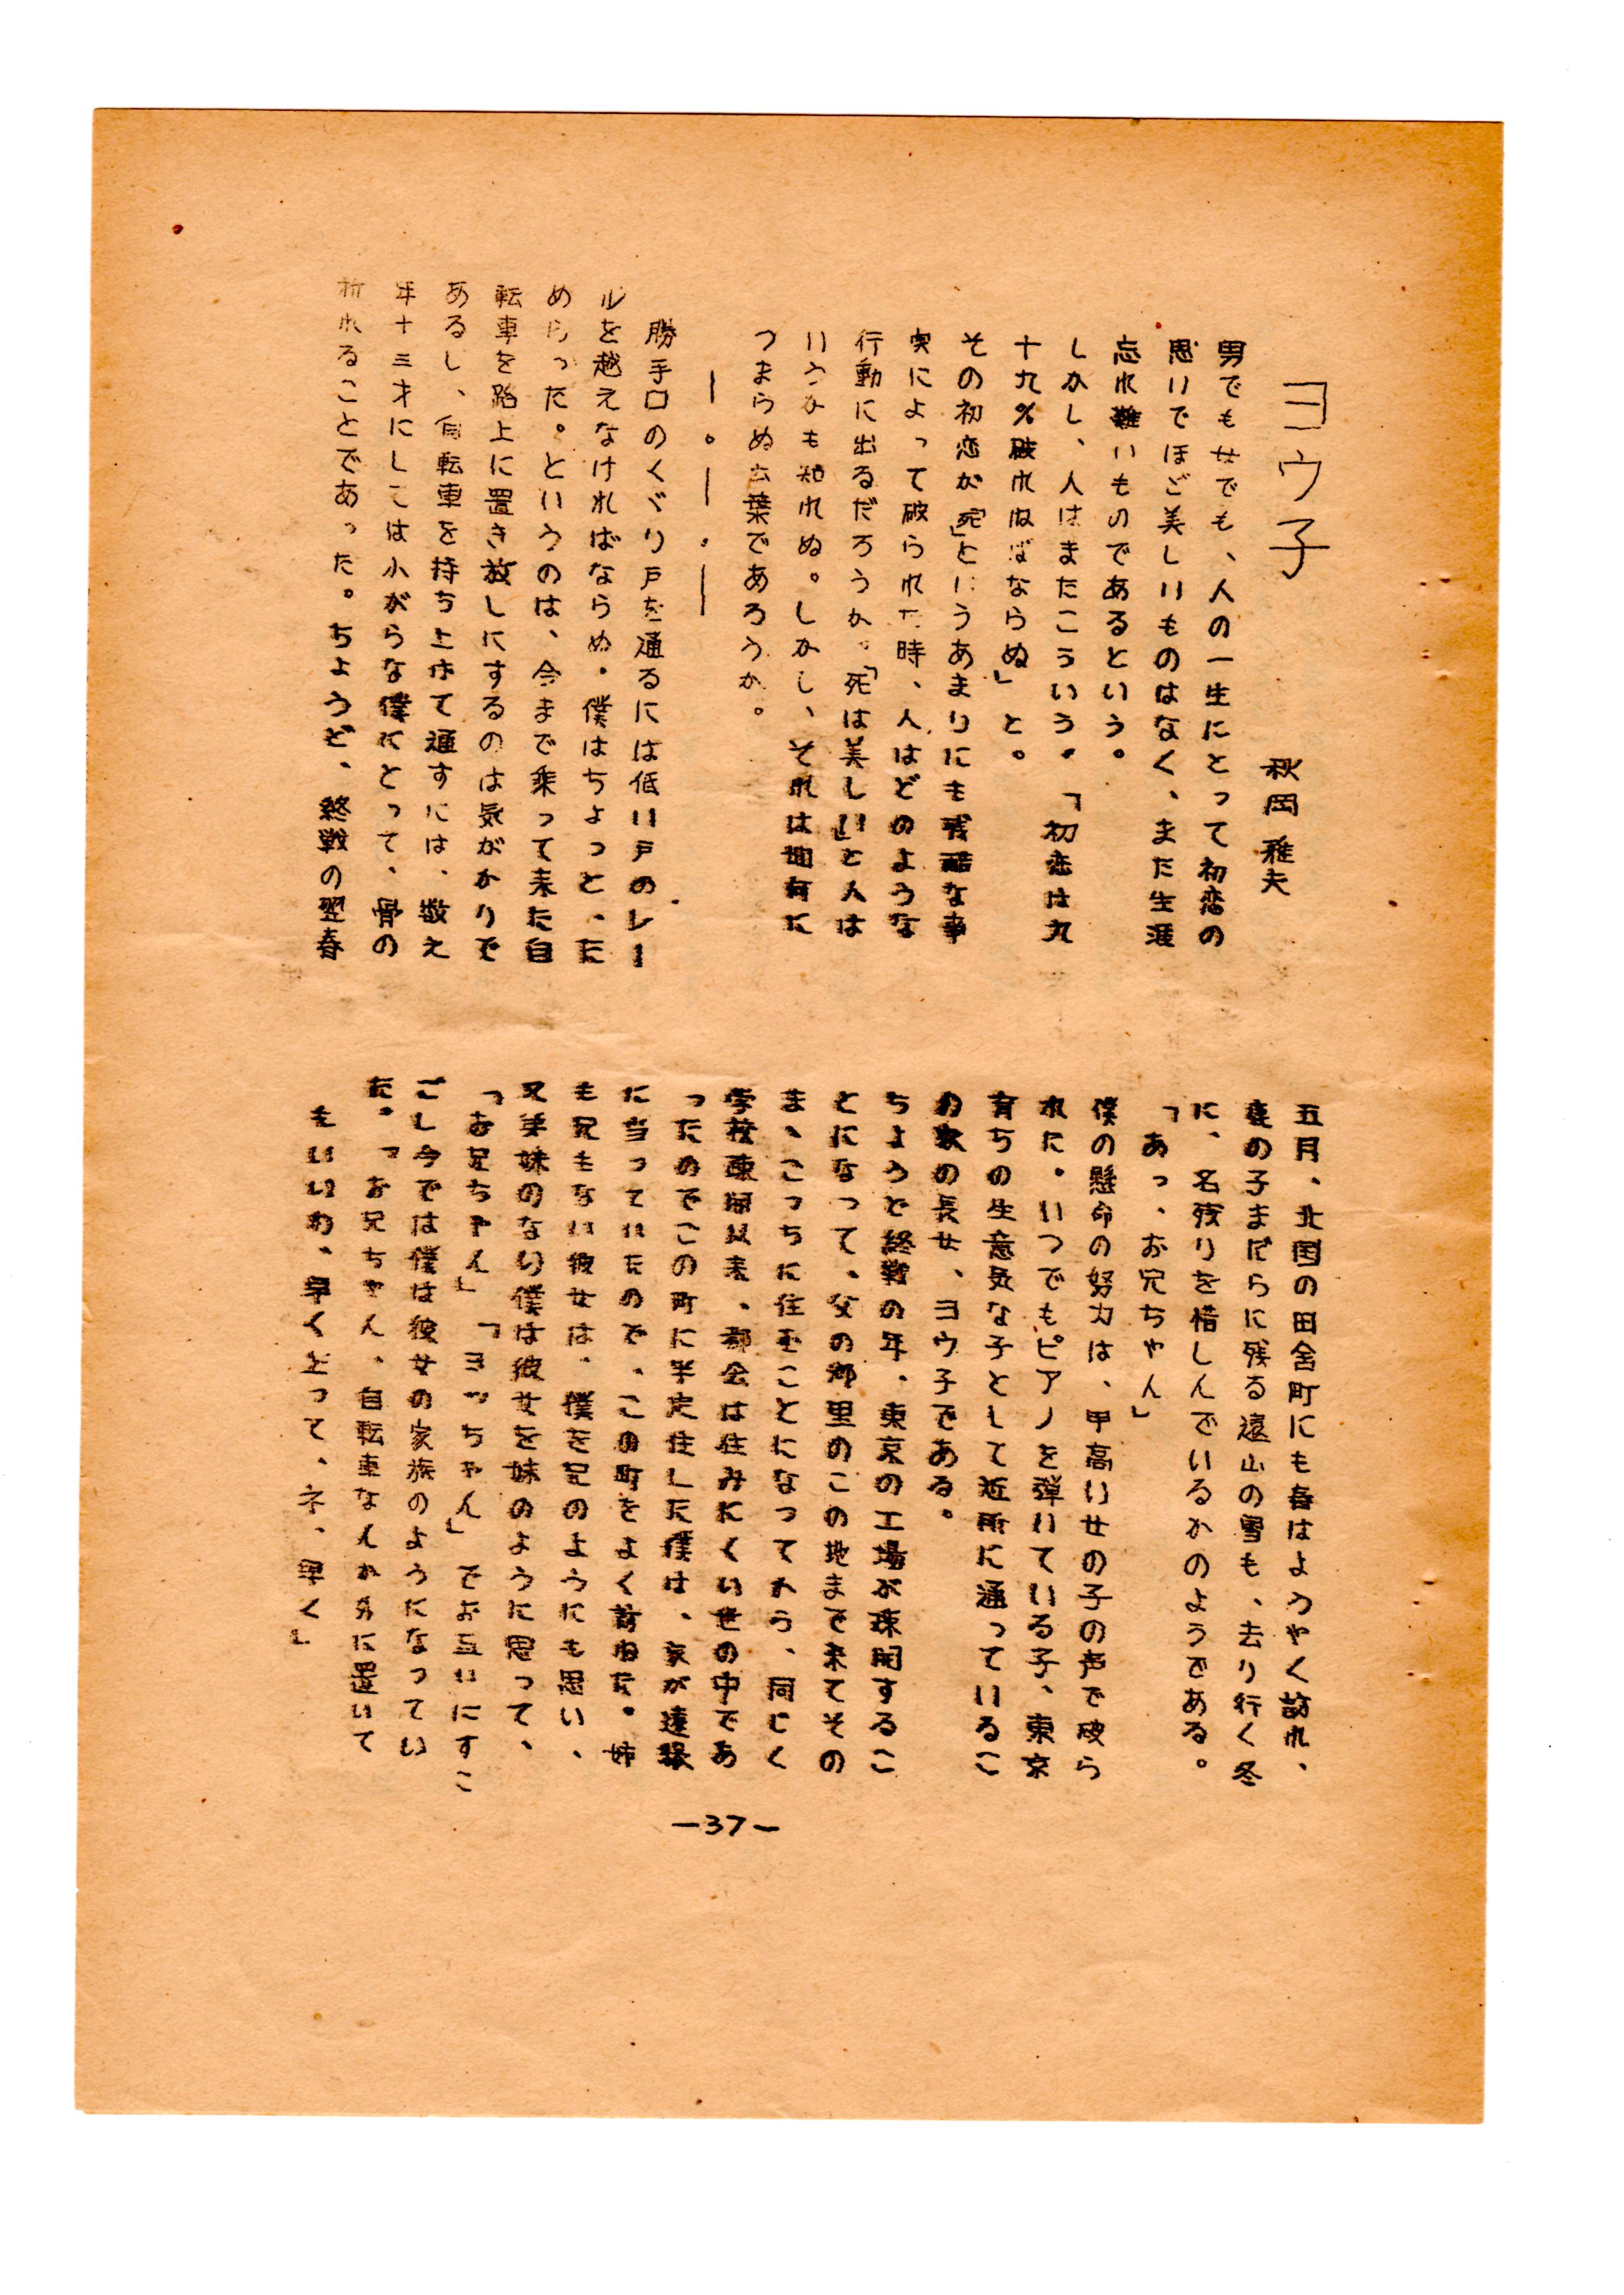 ヨウ子
秋岡 雅夫
男でも女でも、人の一生にとって初恋の
思いでほど美しいものはなく、また生涯
忘れ難いものであるという。
しかし、人はまたこういう。「初恋は九
十九％破れねばならぬ」と。
その初恋が「死」というあまりにも残酷な事
実によって破られた時、人はどのような
行動に出るだろうか。「死は美しい」と人は
いうかも知れぬ。しかし、それは
つまらぬ言葉であろうか。
ー。ー．ー
勝手口のくぐり戸を通るには低い戸のレー
ルを越えなければならぬ。僕はちょっと、た
めらった。というのは、今まで乗って来た自
転車を路上に置き放しにするのは気がかりで
あるし、自転車を持ち上げて通すには、数え
年十三才にしては小がらな僕にとって、骨の
折れることであった。ちょうど、終戦の翌春
五月、北国の田舎町にも春はようやく訪れ、
鹿の子まだらに残る遠山の雪も、去り行く冬
に、名残りを惜しんでいるかのようである。
「あっ、お兄ちゃん」
僕の懸命の努力は、甲高い女の子の声で破ら
れた。いつでもピアノを弾いている子、東京
育ちの生意気な子として近所に通っているこ
の家の長女、ヨウ子である。
ちょうど終戦の年、東京の工場が疎開するこ
とになって、父の郷里のこの地まで来てその
まゝこっちに住むことになってから、同じく
学校疎開以来、都会は住みにくい世の中であ
ったのでこの町に半定住した僕は、家が遠縁
に当っていたので、この町をよく訪ねた。姉
も兄もない彼女は、僕を兄のようにも思い、
又弟妹のない僕は彼女を妹のように思って、
「お兄ちゃん」「ヨッちゃん」でお互いにすこ
ごし今では僕は彼女の家族のようになってい
た。「お兄ちゃん、自転車なんか外に置いて
もいいわ、早く上って、ネ、早く」
—37—